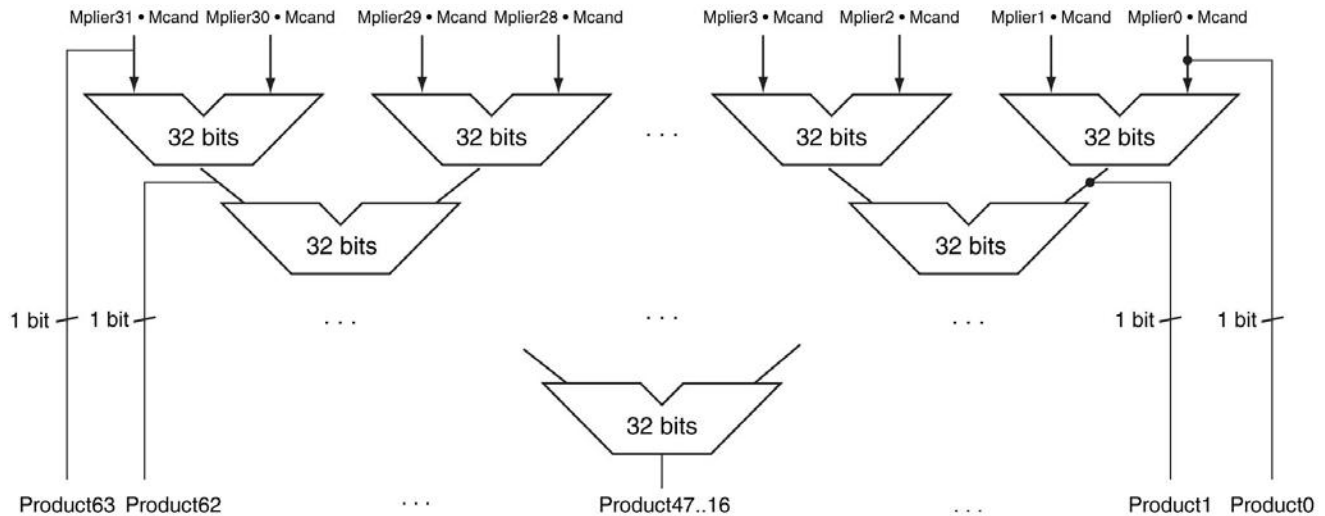 Mplier31 • Mcand Mplier30 • Mcand Mplier29 • Mcand Mplier28 • Mcand Mplier3 • Mcand Mplier2 • Mcand Mplier1 • Mcand Mplier0 • Mcand
32 bits 32 bits . . . 32 bits 32 bits
32 bits 32 bits
1 bit 1 bit . . . . . . . . . 1 bit 1 bit
32 bits
Product63 Product62 . . . Product47..16 . . . Product1 Product0